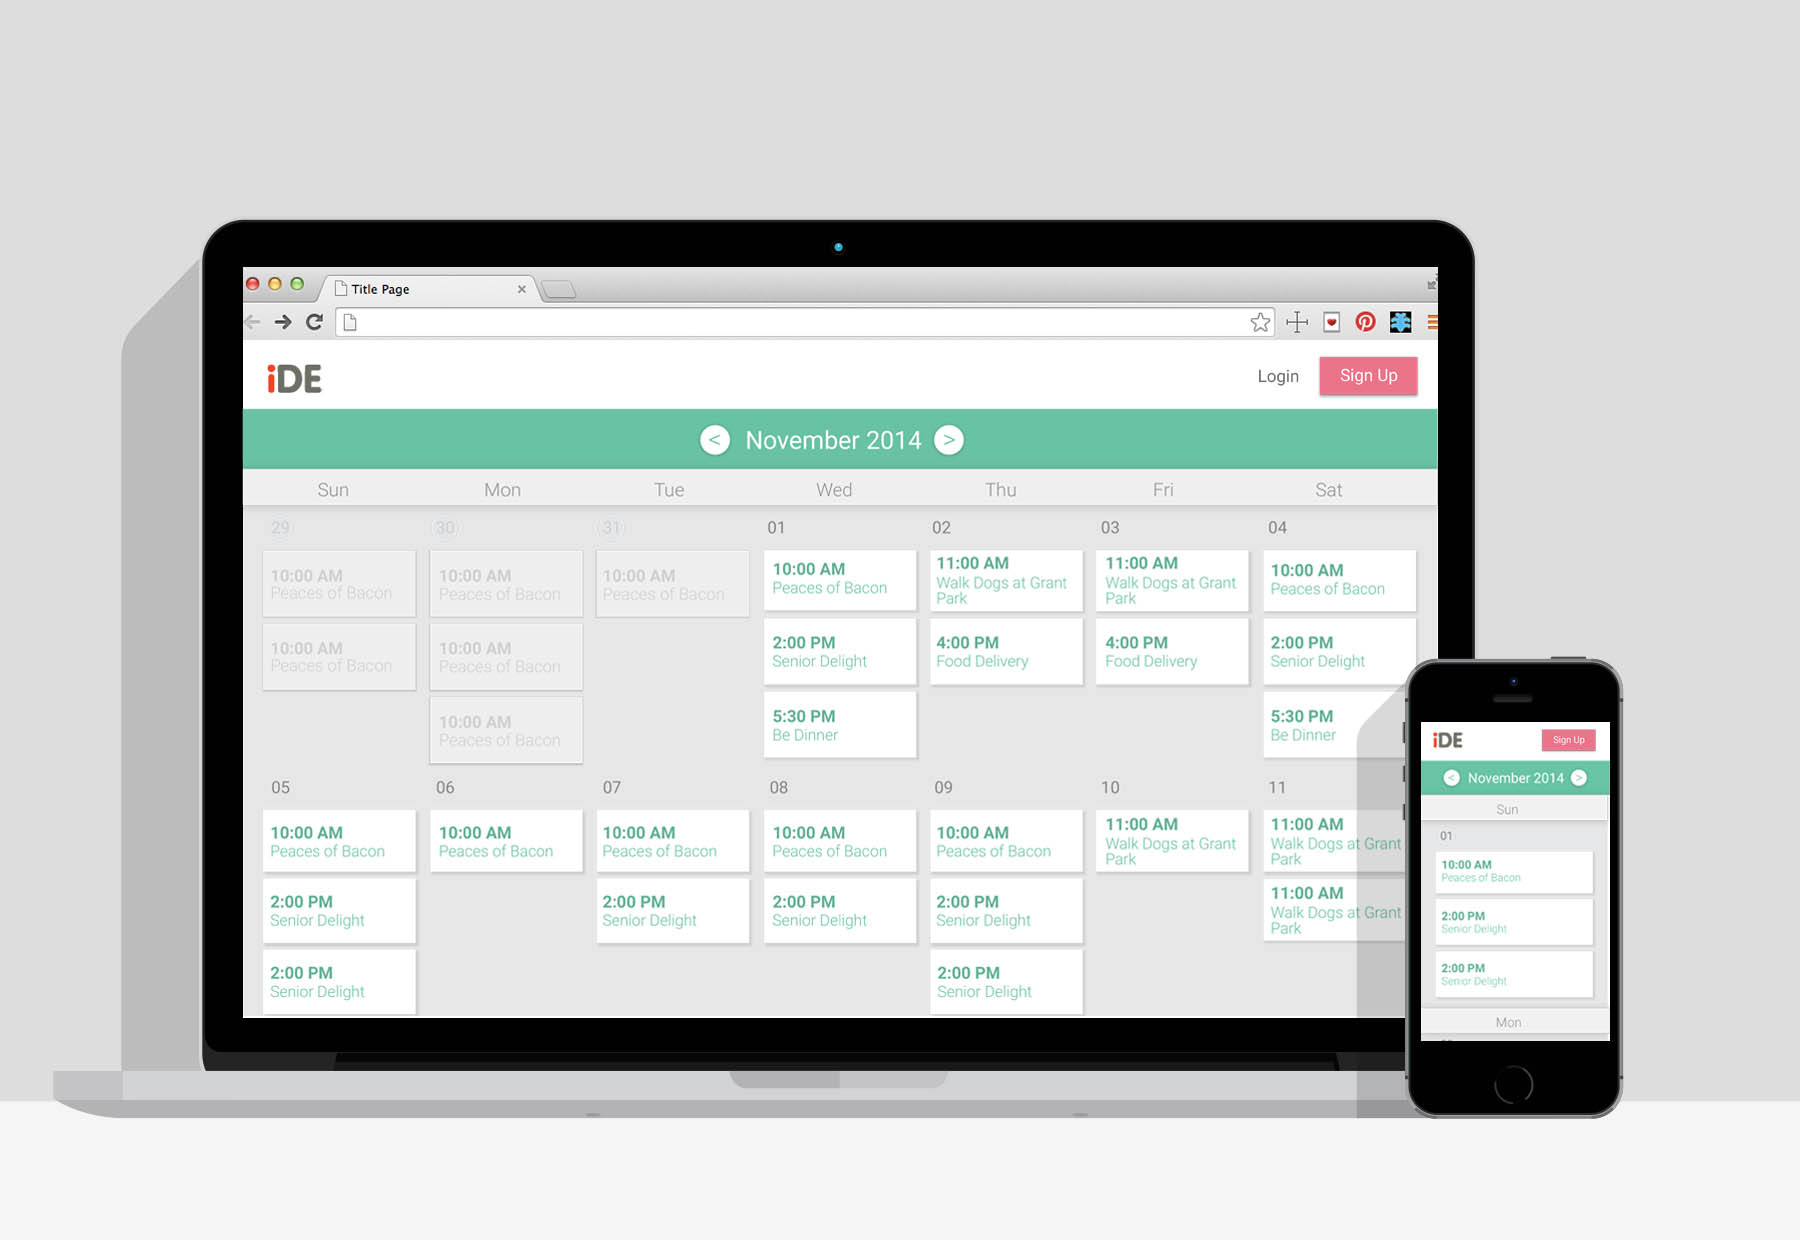 Title Page
iDE
Login
Sign Up
< November 2014 >
Sun Mon Tue Wed Thu Fri Sat
29 30 31 01 02 03 04
10:00 AM
Peaces of Bacon
10:00 AM
Peaces of Bacon
10:00 AM
Peaces of Bacon
10:00 AM
Peaces of Bacon
11:00 AM
Walk Dogs at Grant
Park
11:00 AM
Walk Dogs at Grant
Park
10:00 AM
Peaces of Bacon
10:00 AM
Peaces of Bacon
10:00 AM
Peaces of Bacon
2:00 PM
Senior Delight
4:00 PM
Food Delivery
4:00 PM
Food Delivery
2:00 PM
Senior Delight
10:00 AM
Peaces of Bacon
5:30 PM
Be Dinner
5:30 PM
Be Dinner
05 06 07 08 09 10 11
10:00 AM
Peaces of Bacon
10:00 AM
Peaces of Bacon
10:00 AM
Peaces of Bacon
10:00 AM
Peaces of Bacon
10:00 AM
Peaces of Bacon
11:00 AM
Walk Dogs at Grant
Park
11:00 AM
Walk Dogs at Grant
Park
2:00 PM
Senior Delight
2:00 PM
Senior Delight
2:00 PM
Senior Delight
2:00 PM
Senior Delight
11:00 AM
Walk Dogs at Grant
Park
2:00 PM
Senior Delight
2:00 PM
Senior Delight
iDE
Sign Up
< November 2014 >
Sun
01
10:00 AM
Peaces of Bacon
2:00 PM
Senior Delight
2:00 PM
Senior Delight
Mon